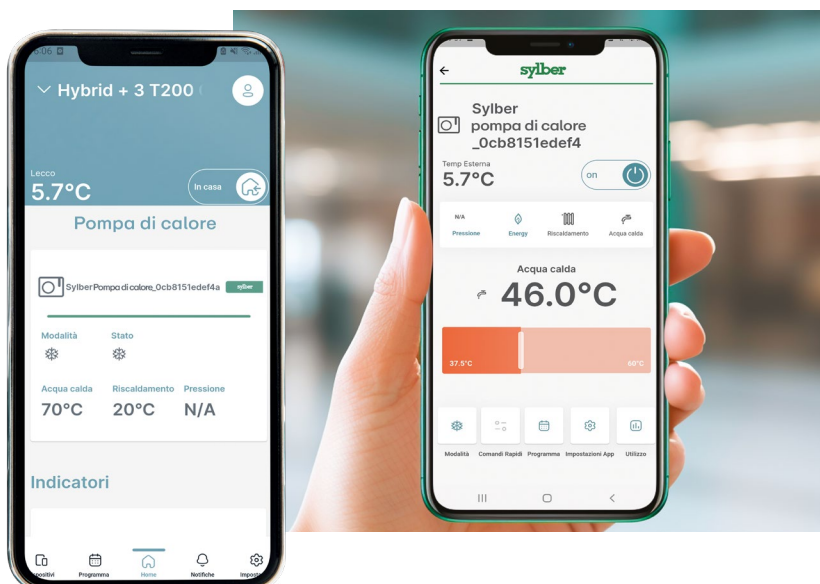 Hybrid + 3 T200
Lecco
5.7°C
In casa
Pompa di calore
Sylber Pompa di calore_0cb8151edef4a
sylber
Modalità
Stato
Acqua calda
Riscaldamento
Pressione
70°C
20°C
N/A
Indicatori
Programma
Home
Notifiche
sylber
Sylber
pompa di calore
_0cb8151edef4
Temp Esterna
5.7°C
on
N/A
Pressione
Energy
Riscaldamento
Acqua calda
Acqua calda
46.0°C
37.5°C
60°C
Modalità
Comandi Rapidi
Programma
Impostazioni App
Utilizzo